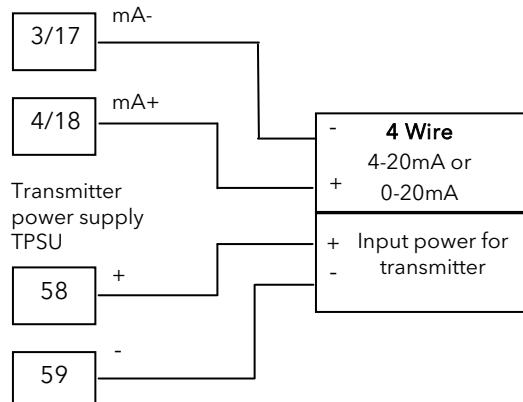 3/17
mA-
4/18
mA+
-
4 Wire
4-20mA or
+
0-20mA
Transmitter
power supply
TPSU
58
+
59
-
+
Input power for
-
transmitter